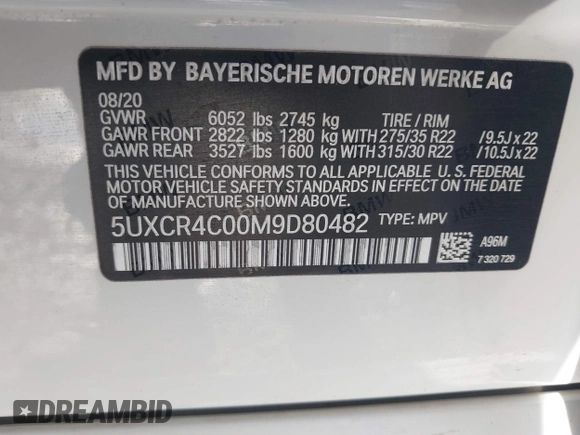 MFD BY BAYERISCHE MOTOREN WERKE AG
08/20
GVWR 6052 lbs 2745 kg TIRE / RIM
GAWR FRONT 2822 lbs 1280 kg WITH 275/35 R22 /9.5J x 22
GAWR REAR 3527 lbs 1600 kg WITH 315/30 R22 /10.5J x 22
THIS VEHICLE CONFORMS TO ALL APPLICABLE U. S. FEDERAL
MOTOR VEHICLE SAFETY STANDARDS IN EFFECT ON THE DATE
OF MANUFACTURE SHOWN ABOVE.
5UXCR4C00M9D80482 TYPE: MPV
A96M
7 320 729
DREAMBID